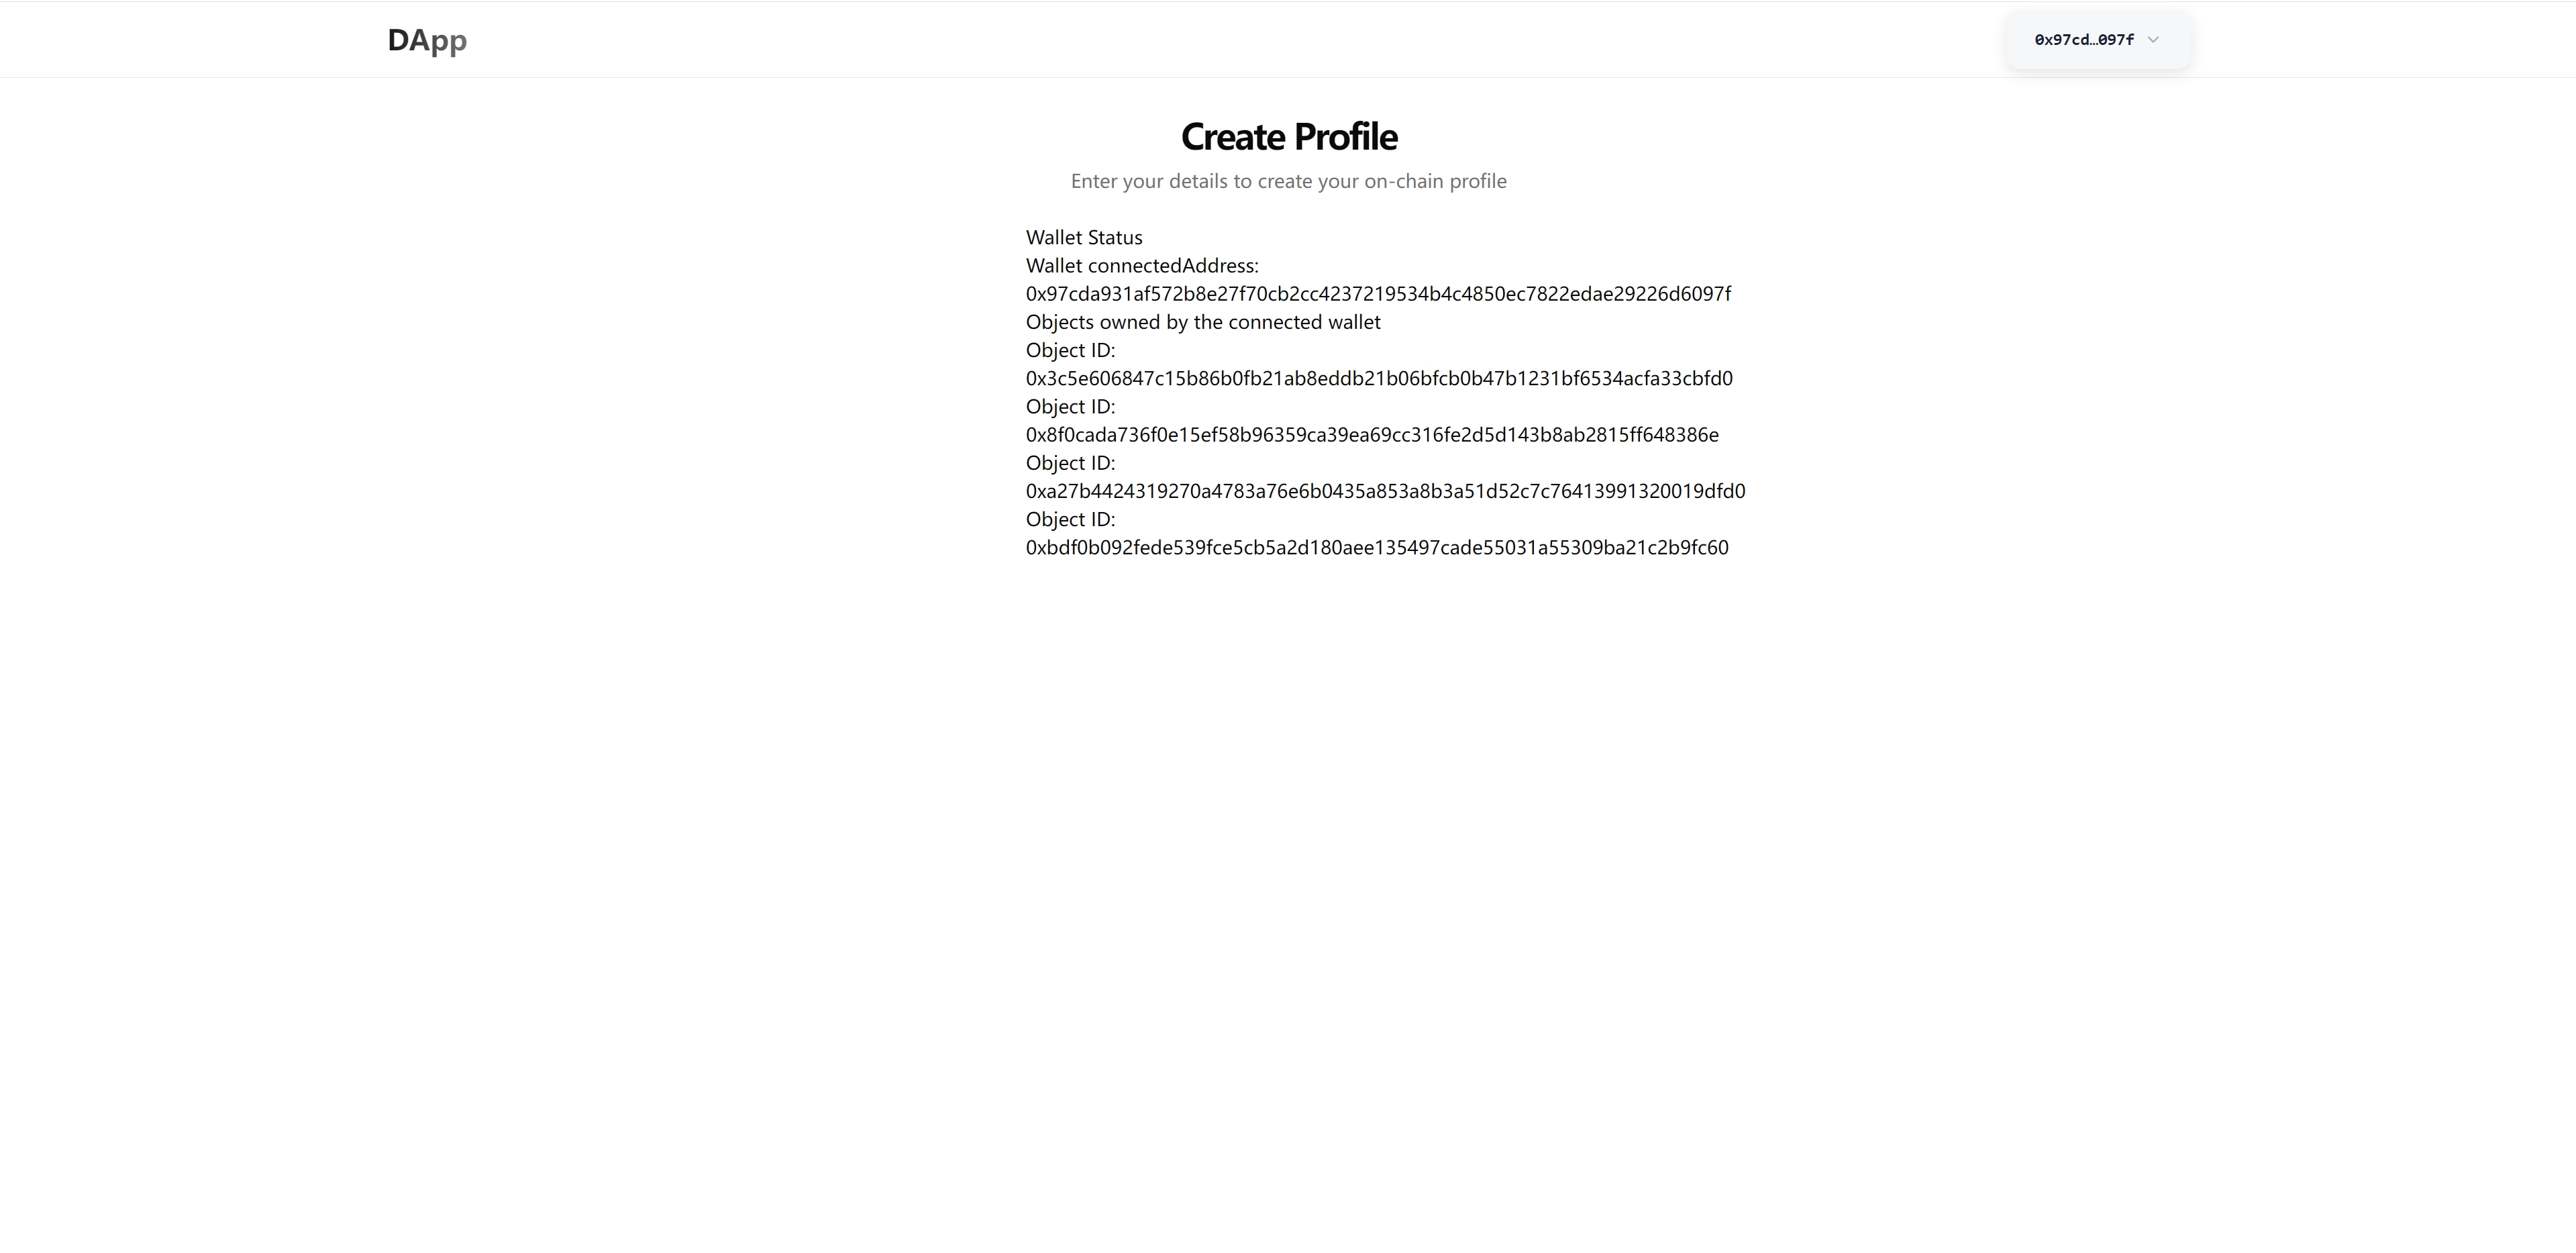 DApp
0x97cd…097f
Create Profile
Enter your details to create your on-chain profile
Wallet Status
Wallet connectedAddress:
0x97cda931af572b8e27f70cb2cc4237219534b4c4850ec7822edae29226d6097f
Objects owned by the connected wallet
Object ID:
0x3c5e606847c15b86b0fb21ab8eddb21b06bfcb0b47b1231bf6534acfa33cbfd0
Object ID:
0x8f0cada736f0e15ef58b96359ca39ea69cc316fe2d5d143b8ab2815ff648386e
Object ID:
0xa27b4424319270a4783a76e6b0435a853a8b3a51d52c7c76413991320019dfd0
Object ID:
0xbdf0b092fede539fce5cb5a2d180aee135497cade55031a55309ba21c2b9fc60